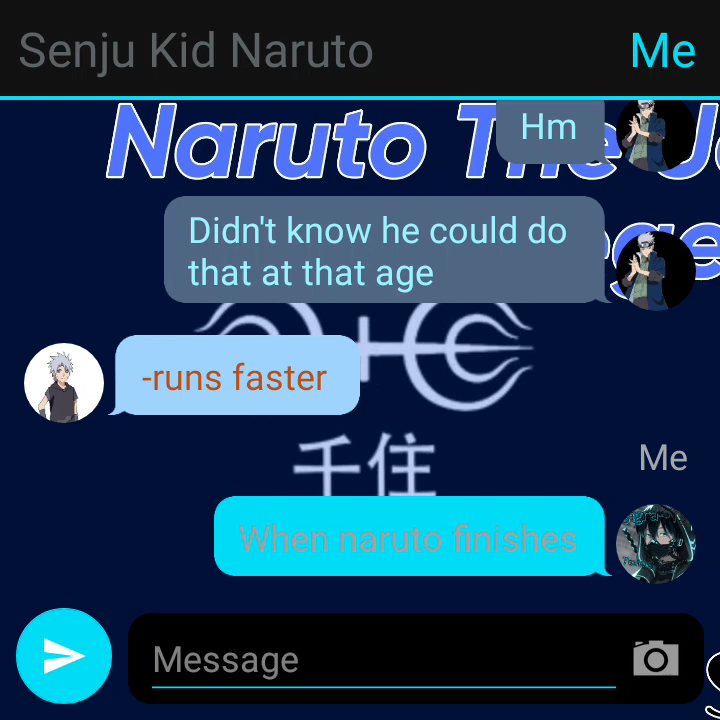 Senju Kid Naruto
Me
Naruto The
Hm
Didn't know he could do
that at that age
-runs faster
千住
Me
When naruto finishes
Message